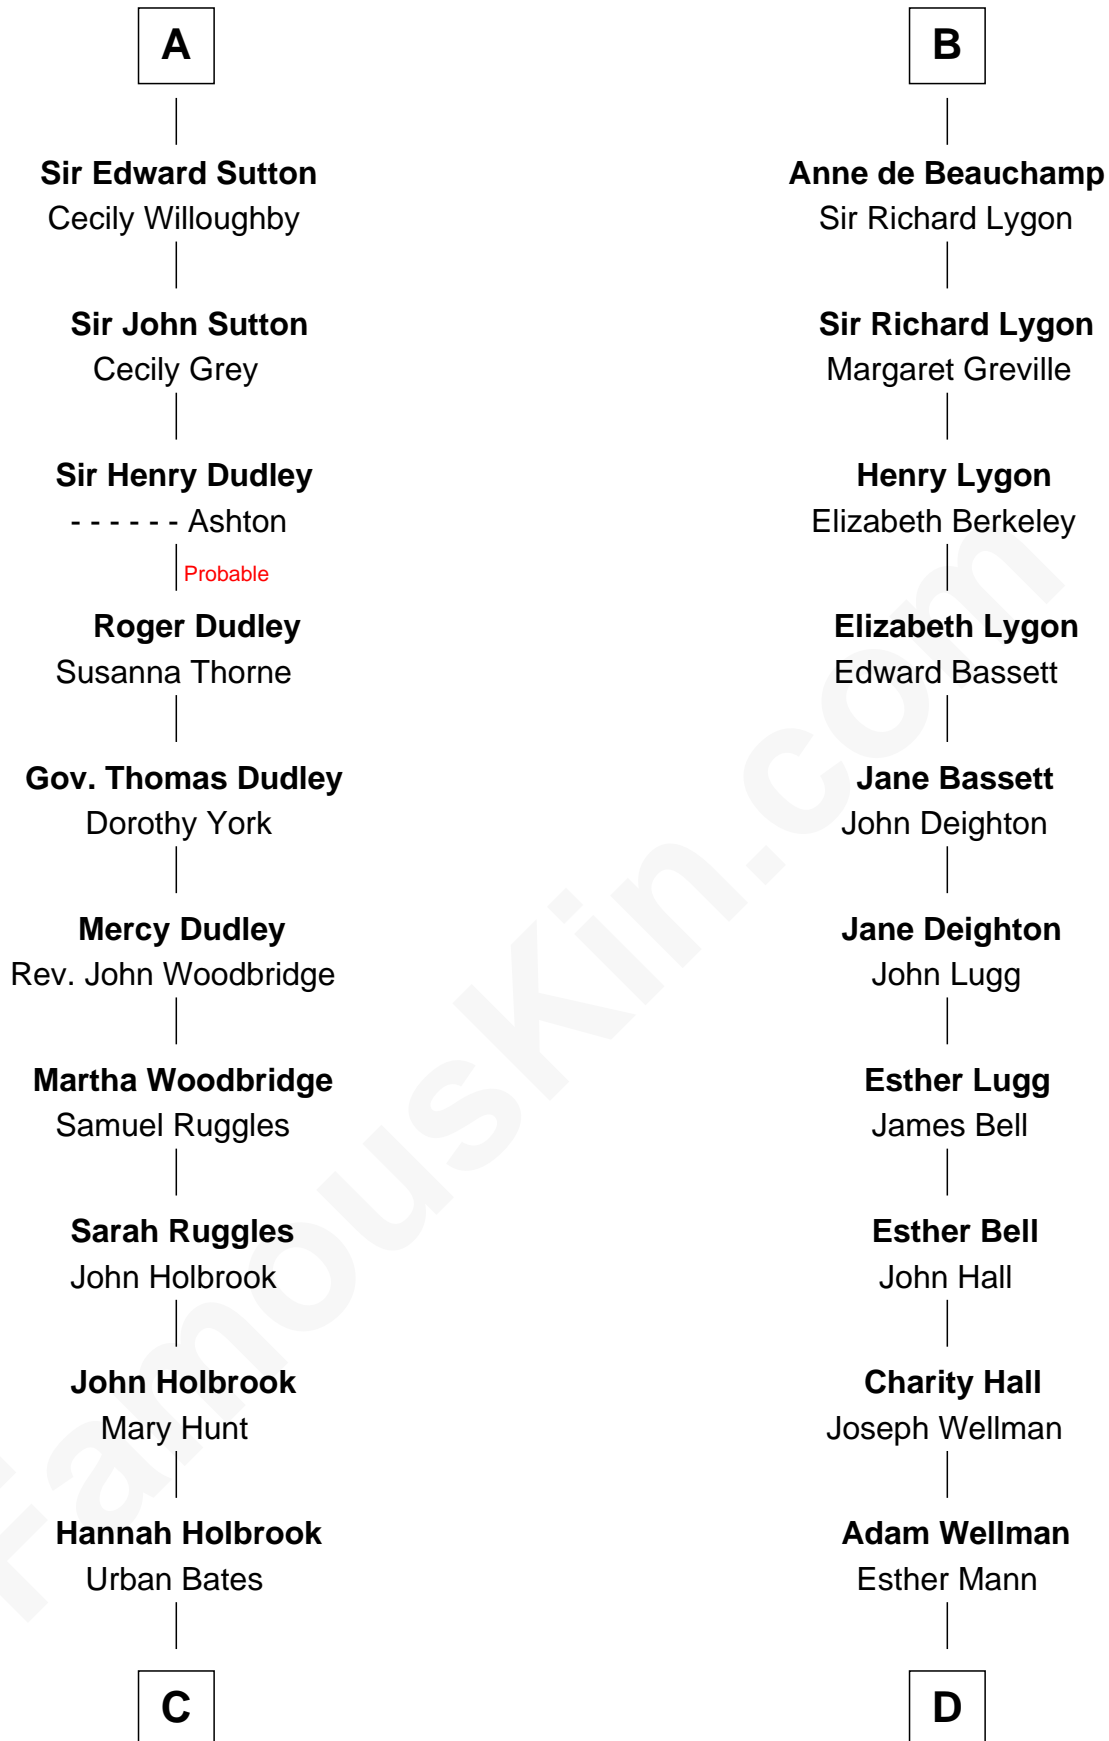 A
Sir Edward Sutton
Cecily Willoughby
Sir John Sutton
Cecily Grey
Sir Henry Dudley
- - - - - - Ashton
Probable
Roger Dudley
Susanna Thorne
Gov. Thomas Dudley
Dorothy York
Mercy Dudley
Rev. John Woodbridge
Martha Woodbridge
Samuel Ruggles
Sarah Ruggles
John Holbrook
John Holbrook
Mary Hunt
Hannah Holbrook
Urban Bates
C
B
Anne de Beauchamp
Sir Richard Lygon
Sir Richard Lygon
Margaret Greville
Henry Lygon
Elizabeth Berkeley
Elizabeth Lygon
Edward Bassett
Jane Bassett
John Deighton
Jane Deighton
John Lugg
Esther Lugg
James Bell
Esther Bell
John Hall
Charity Hall
Joseph Wellman
Adam Wellman
Esther Mann
D
FamousKin.com